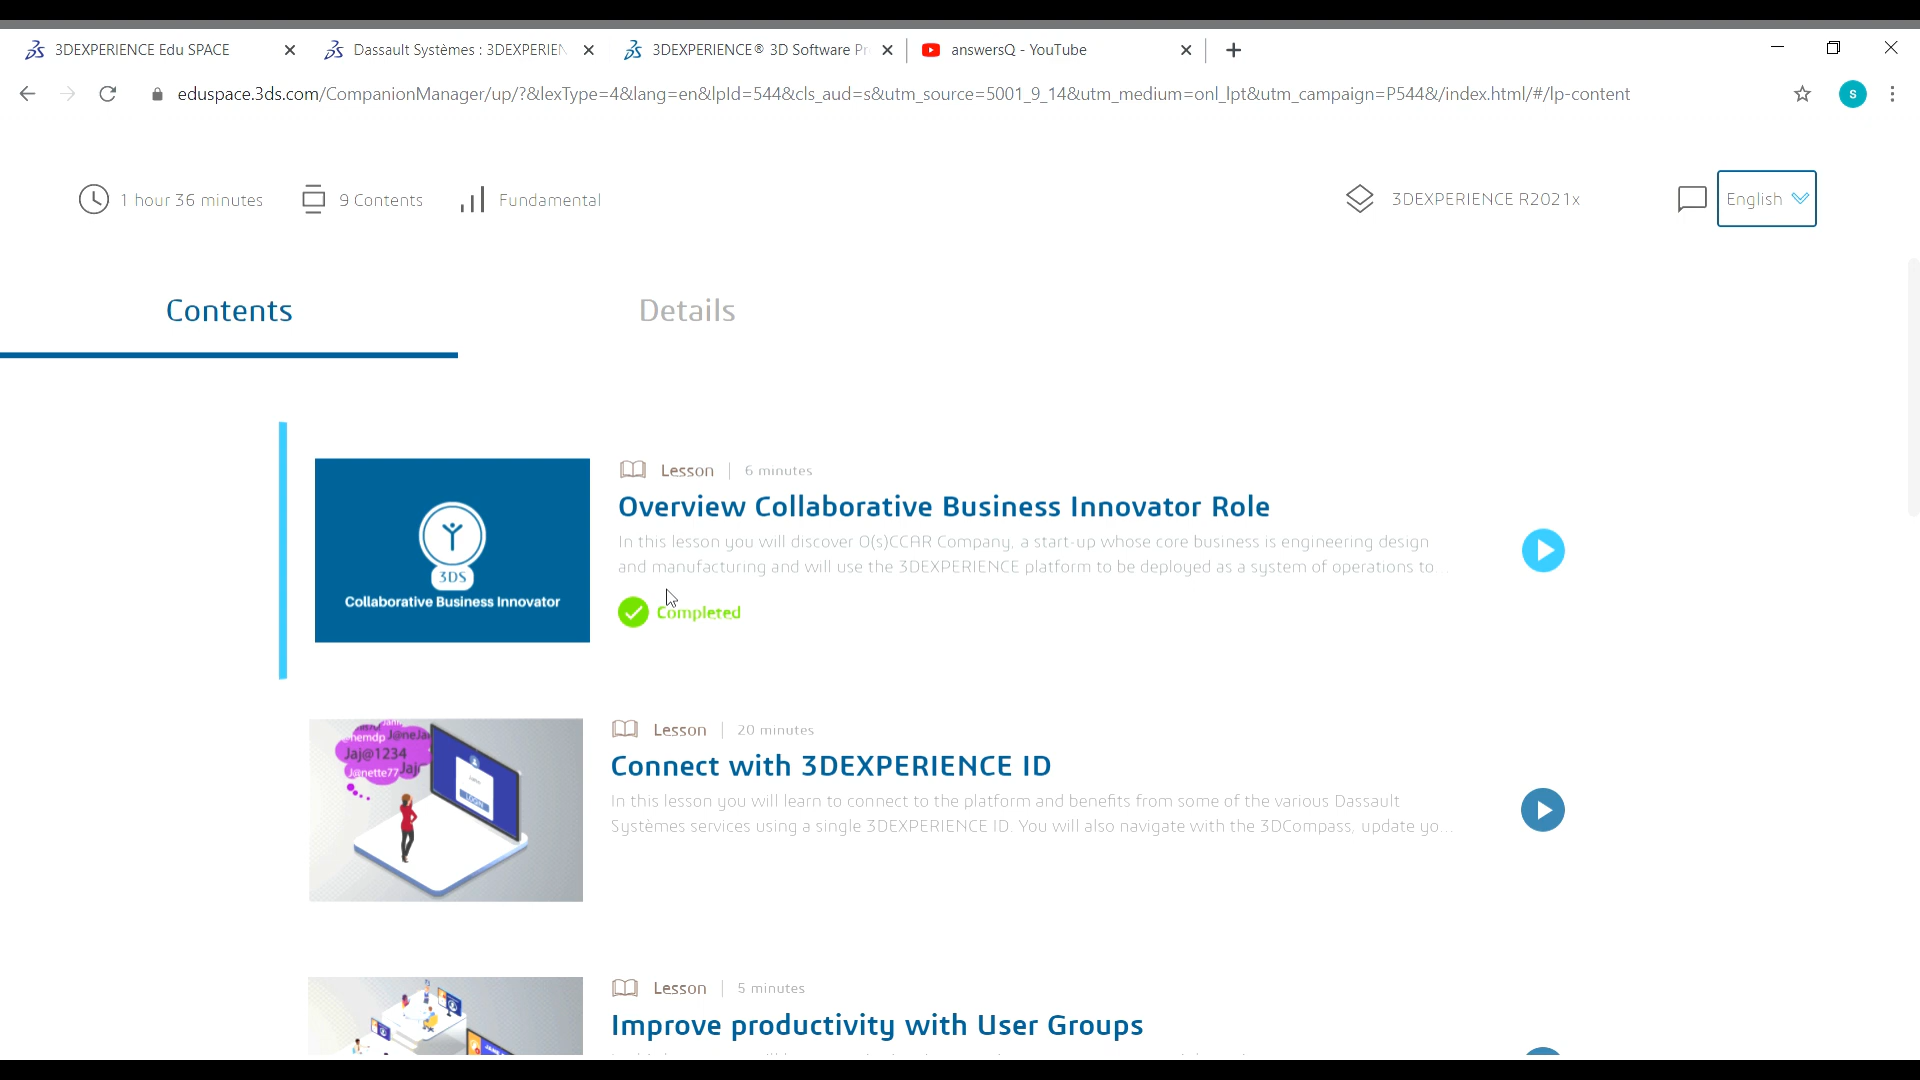 3DEXPERIENCE Edu SPACE
Dassault Systèmes : 3DEXPERIEN
3DEXPERIENCE® 3D Software Pr
answersQ - YouTube
eduspace.3ds.com/CompanionManager/up/?&lexType=4&lang=en&lpId=544&cls_aud=s&utm_source=5001_9_14&utm_medium=onl_lpt&utm_campaign=P544&/index.html/#/lp-content
S
1 hour 36 minutes
9 Contents
Fundamental
3DEXPERIENCE R2021x
English
Contents
Details
3DS
Collaborative Business Innovator
Lesson
6 minutes
Overview Collaborative Business Innovator Role
In this lesson you will discover O(s)CCAR Company, a start-up whose core business is engineering design
and manufacturing and will use the 3DEXPERIENCE platform to be deployed as a system of operations to...
Completed
Jaj@1234
J@nette77
LOGIN
Lesson
20 minutes
Connect with 3DEXPERIENCE ID
In this lesson you will learn to connect to the platform and benefits from some of the various Dassault
Systèmes services using a single 3DEXPERIENCE ID. You will also navigate with the 3DCompass, update yo...
Lesson
5 minutes
Improve productivity with User Groups